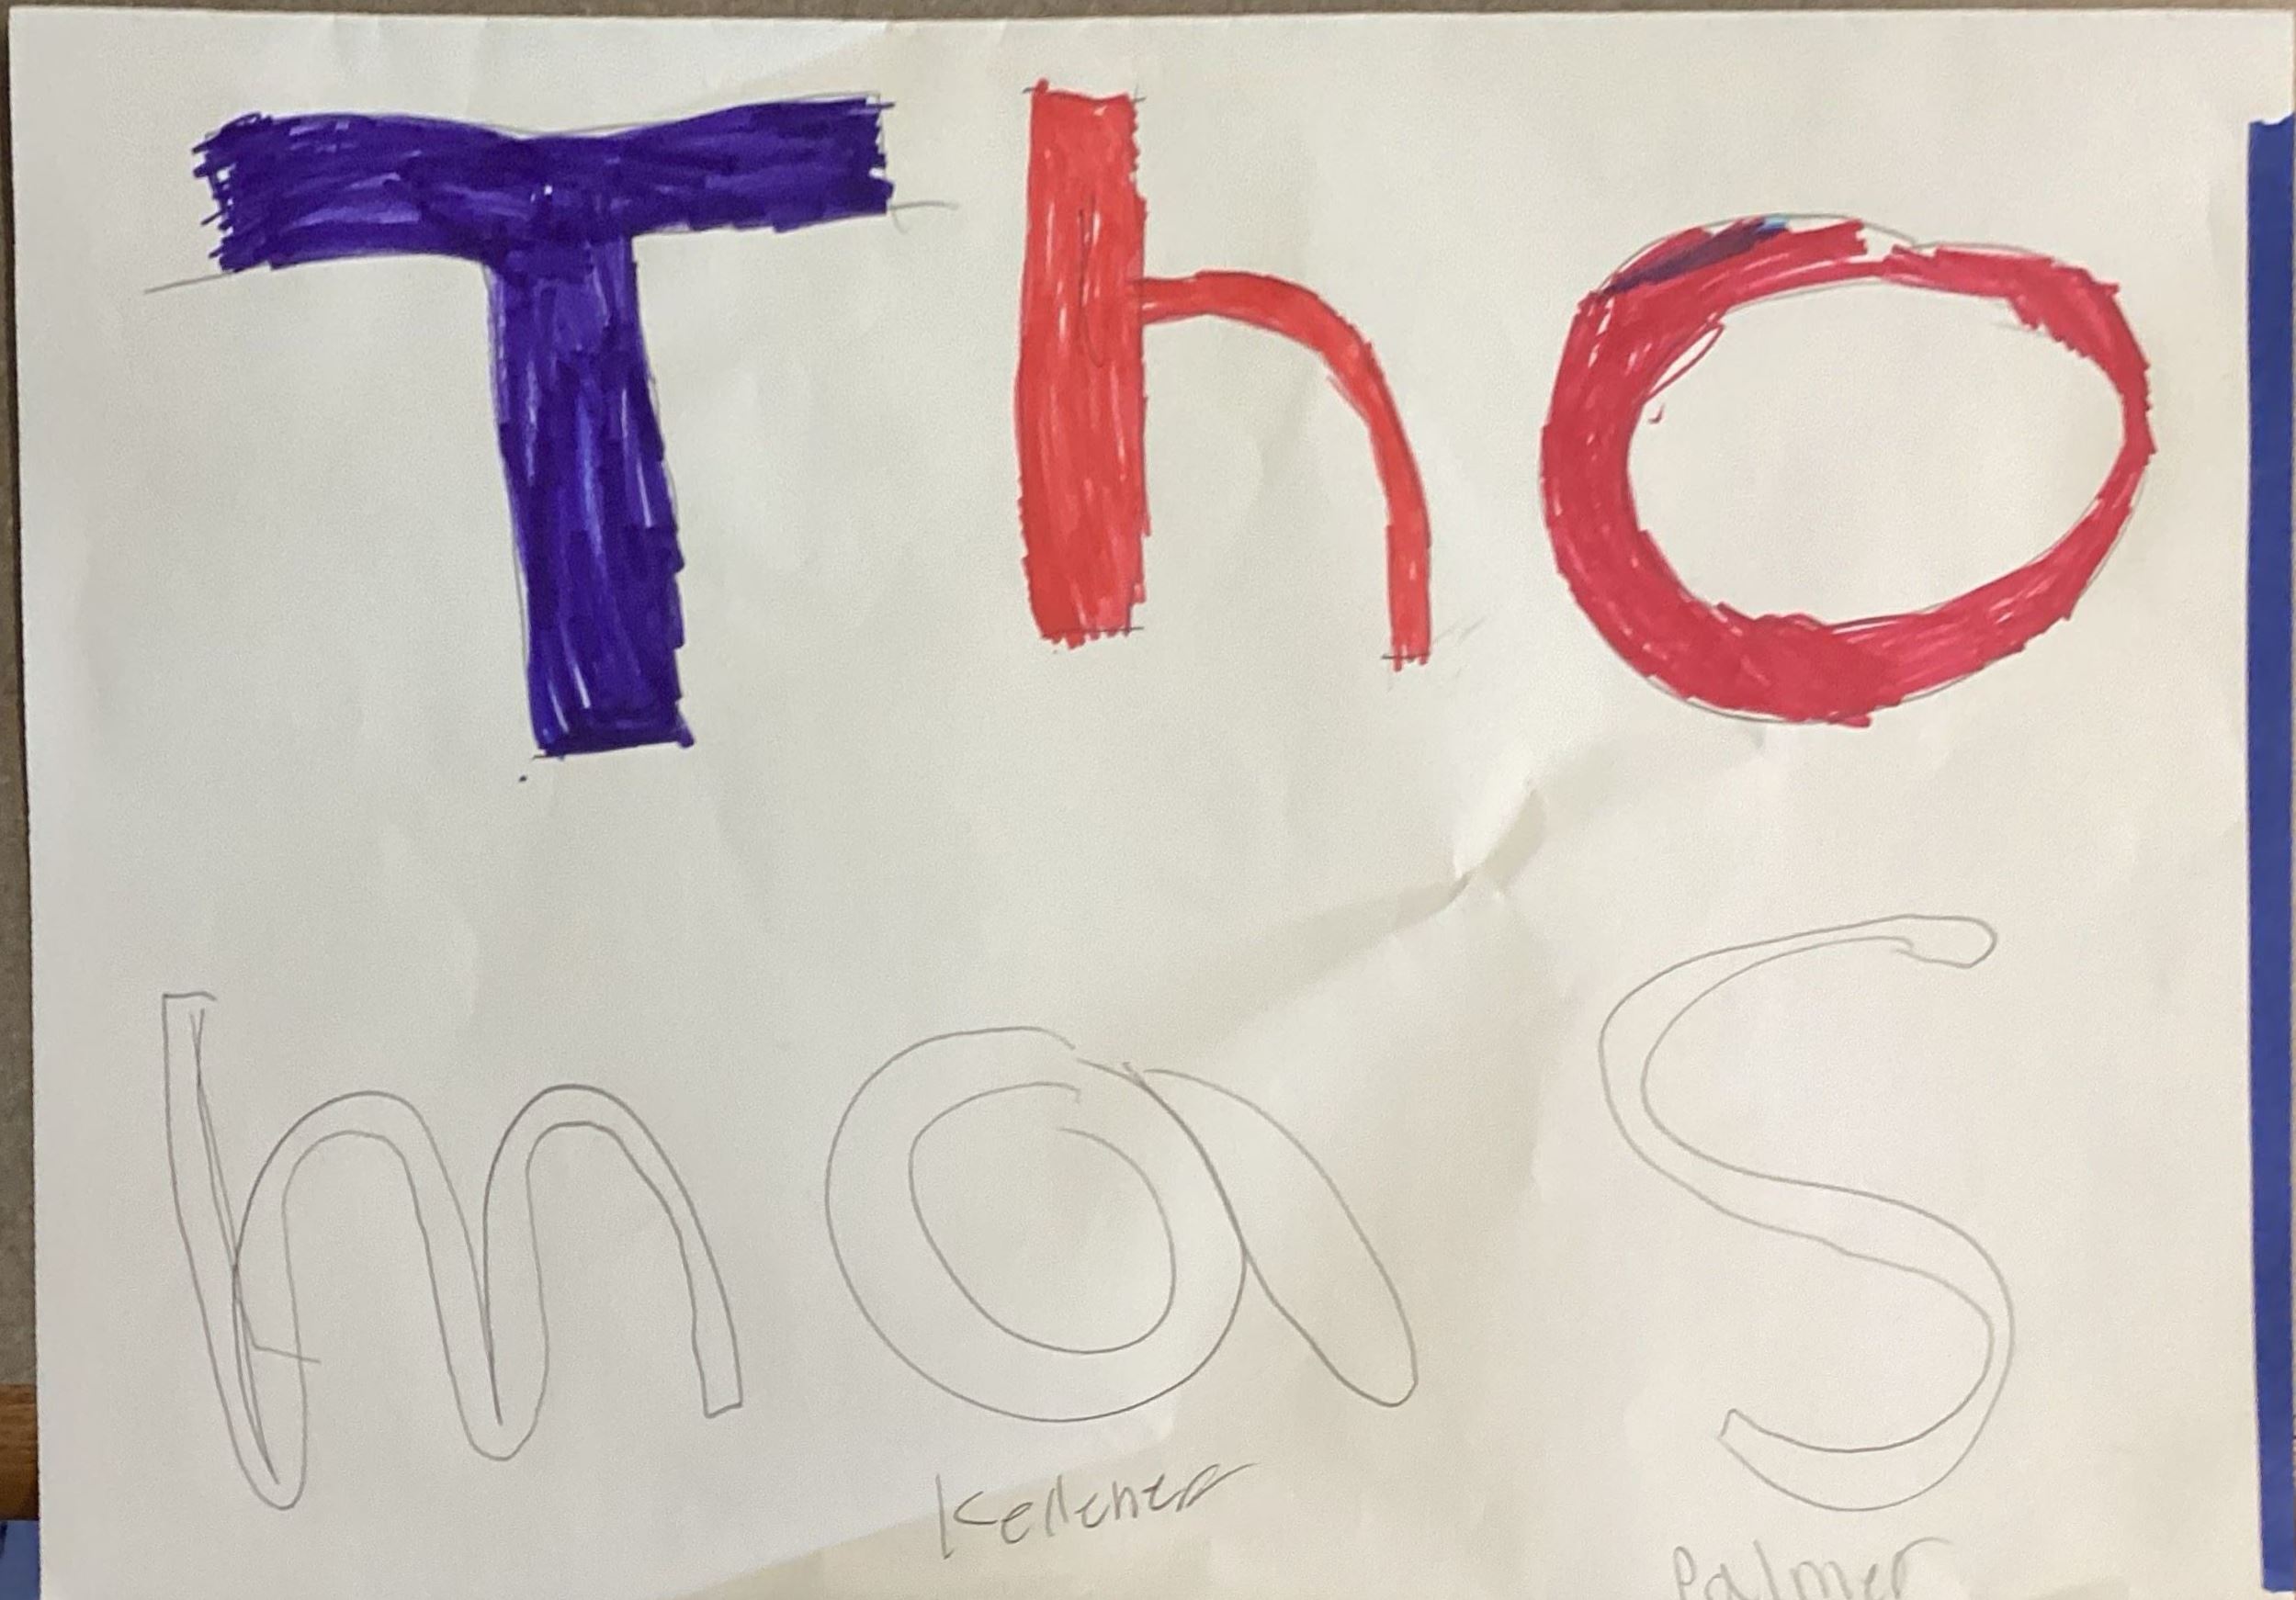 Tho
mas
Kelleher
Palmer